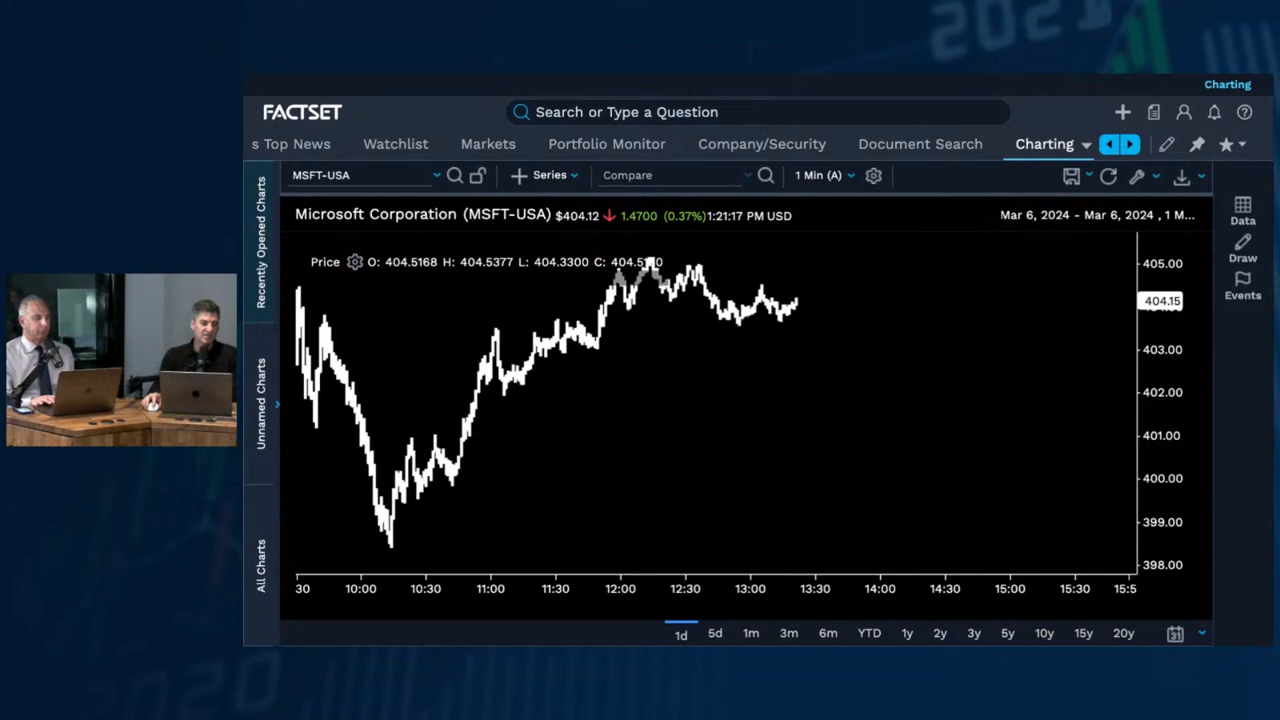 2021
Charting
FACTSET
Search or Type a Question
s Top News Watchlist Markets Portfolio Monitor Company/Security Document Search Charting
MSFT-USA Series Compare 1 Min (A)
Microsoft Corporation (MSFT-USA) $404.12 1.4700 (0.37%) 1:21:17 PM USD Mar 6, 2024 - Mar 6, 2024 , 1 M...
Price O: 404.5168 H: 404.5377 L: 404.3300 C:
Recently Opened Charts
Unnamed Charts
All Charts
Data
Draw
Events
405.00
404.15
403.00
402.00
401.00
400.00
399.00
398.00
30 10:00 10:30 11:00 11:30 12:00 12:30 13:00 13:30 14:00 14:30 15:00 15:30 15:5
1d 5d 1m 3m 6m YTD 1y 2y 3y 5y 10y 15y 20y 31
2020